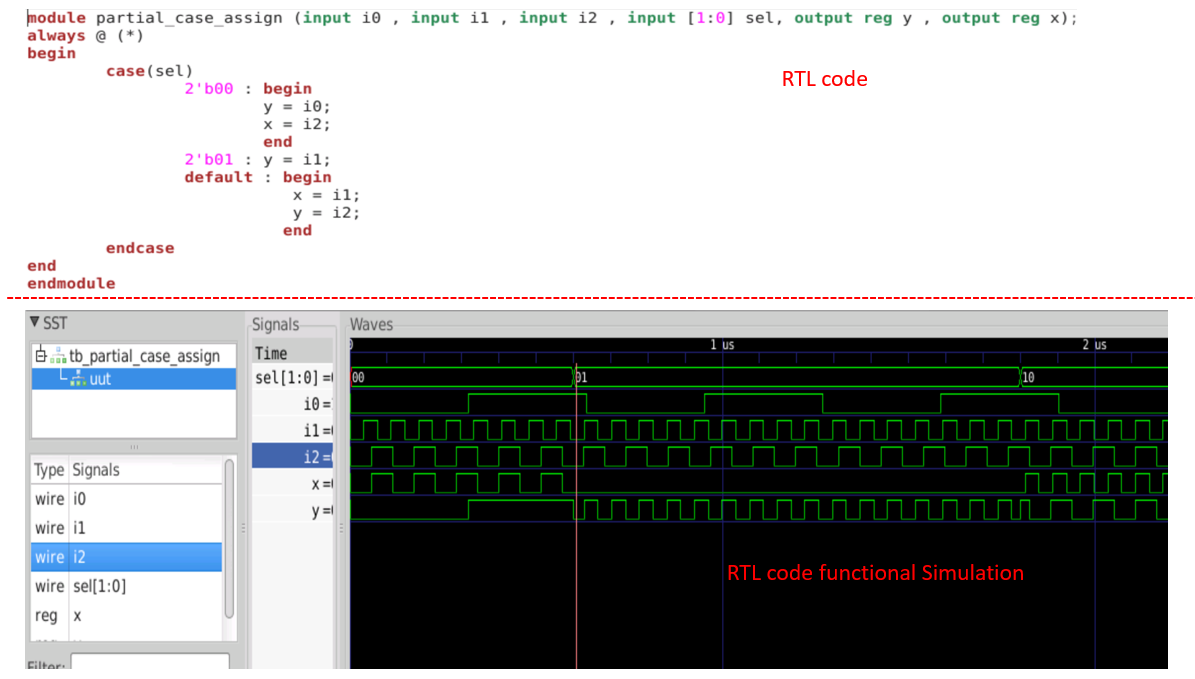 module partial_case_assign (input i0 , input i1 , input i2 , input [1:0] sel, output reg y , output reg x);
always @ (*)
begin
case(sel)
RTL code
2'b00 : begin
y = i0;
x = i2;
end
2'b01 : y = i1;
default : begin
x = i1;
y = i2;
end
endcase
end
endmodule
SST
tb_partial_case_assign
uut
Type Signals
wire i0
wire i1
wire i2
wire sel[1:0]
reg x
Filter:
Signals
Time
sel[1:0] =
i0 =
i1 =
i2 =
x =
y =
Waves
0 1 us 2 us
00 01 10
RTL code functional Simulation